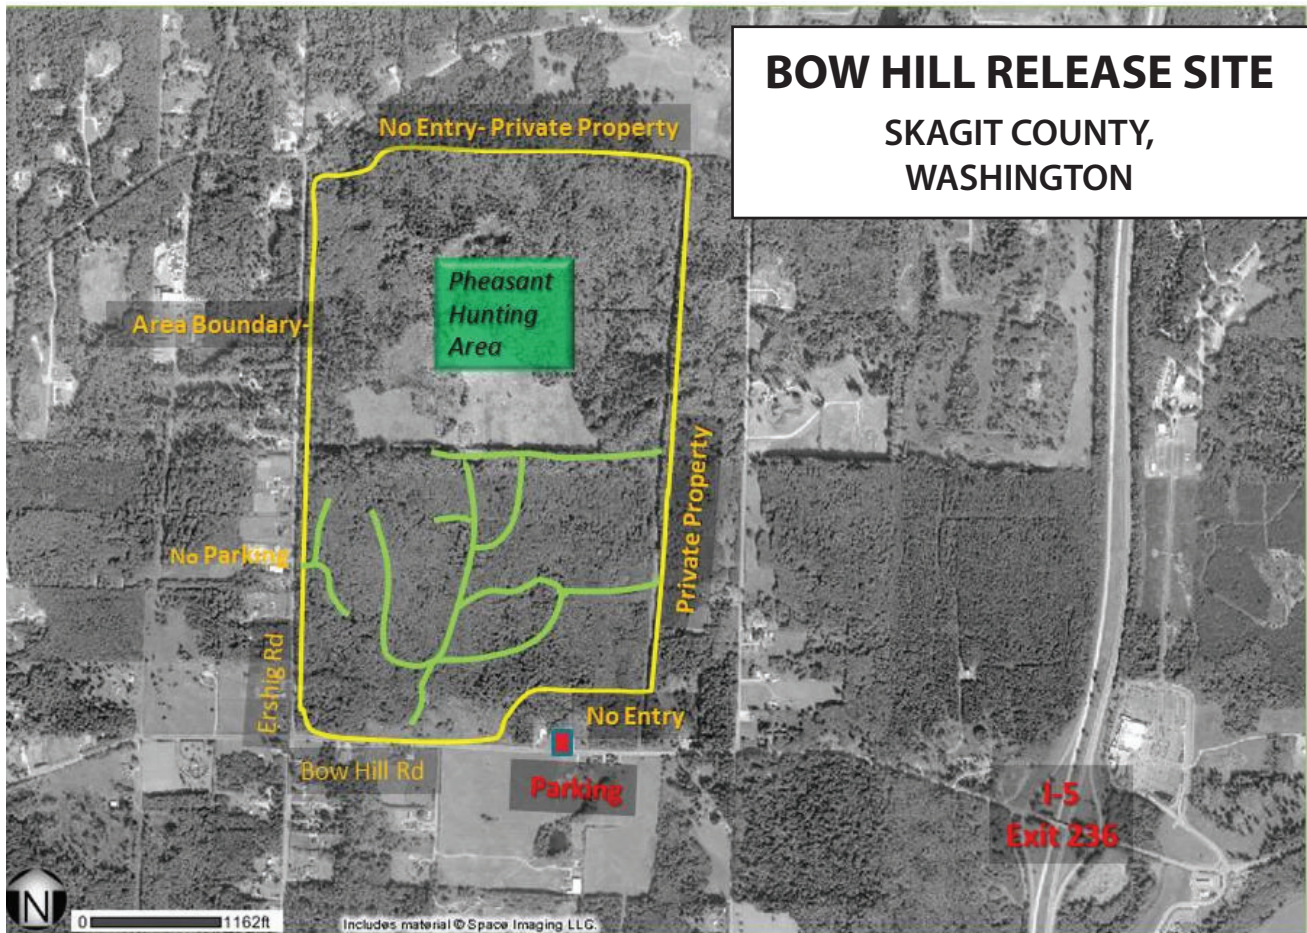 BOW HILL RELEASE SITE
SKAGIT COUNTY,
WASHINGTON
No Entry- Private Property
Pheasant
Hunting
Area
Area Boundary-
Private Property
No Parking
Ershig Rd
No Entry
Bow Hill Rd
Parking
I-5
Exit 236
N
0 1162ft
Includes material © Space Imaging LLC.